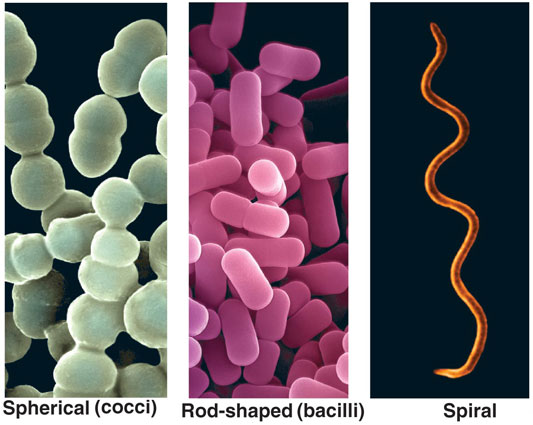 Spherical (cocci)
Rod-shaped (bacilli)
Spiral